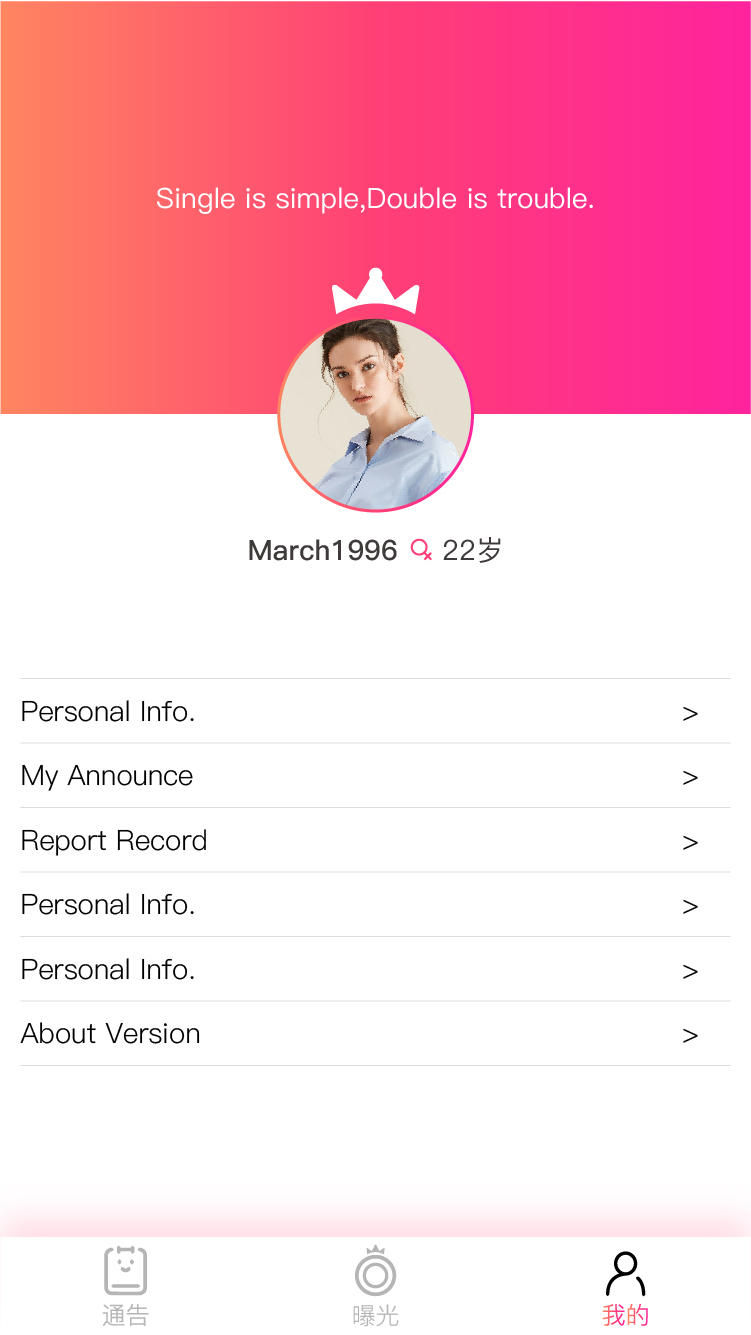 Single is simple,Double is trouble.
March1996 22岁
Personal Info. >
My Announce >
Report Record >
Personal Info. >
Personal Info. >
About Version >
通告 曝光 我的